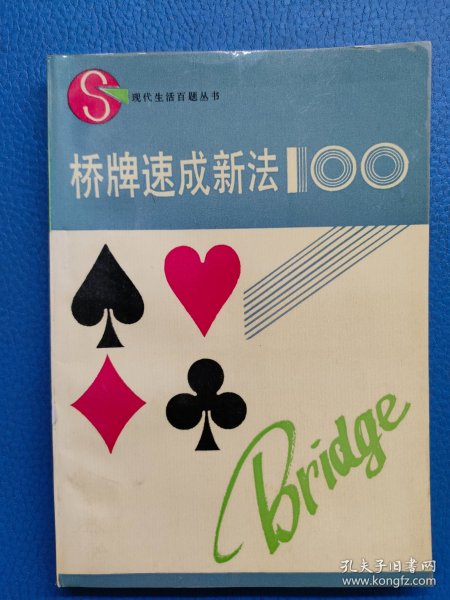 S
现代生活百题丛书
桥牌速成新法100
Bridge
孔夫子旧书网
www.kongfz.com